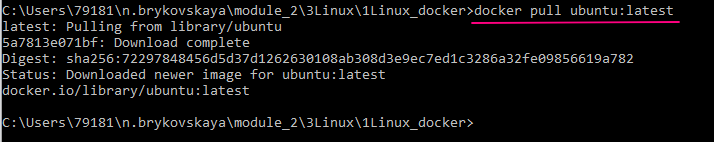 C:\Users\79181\n.brykovskaya\module_2\3Linux\1Linux_docker>docker pull ubuntu:latest
latest: Pulling from library/ubuntu
5a7813e071bf: Download complete
Digest: sha256:72297848456d5d37d1262630108ab308d3e9ec7ed1c3286a32fe09856619a782
Status: Downloaded newer image for ubuntu:latest
docker.io/library/ubuntu:latest
C:\Users\79181\n.brykovskaya\module_2\3Linux\1Linux_docker>